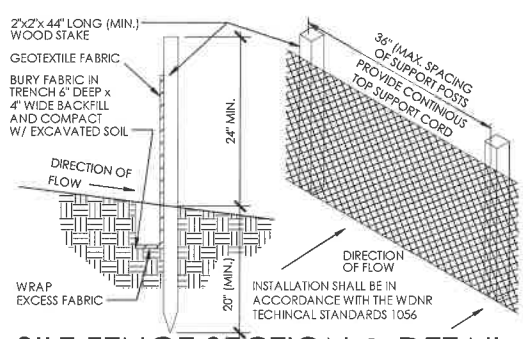 2"x2'x 44" LONG (MIN.)
WOOD STAKE
GEOTEXTILE FABRIC
BURY FABRIC IN
TRENCH 6" DEEP x
4" WIDE BACKFILL
AND COMPACT
W/ EXCAVATED SOIL
DIRECTION OF
FLOW
WRAP
EXCESS FABRIC
24" MIN.
20" (MIN.)
36" (MAX. SPACING
OF SUPPORT POSTS
PROVIDE CONTINIOUS
TOP SUPPORT CORD
DIRECTION
OF FLOW
INSTALLATION SHALL BE IN
ACCORDANCE WITH THE WDNR
TECHINCAL STANDARDS 1056